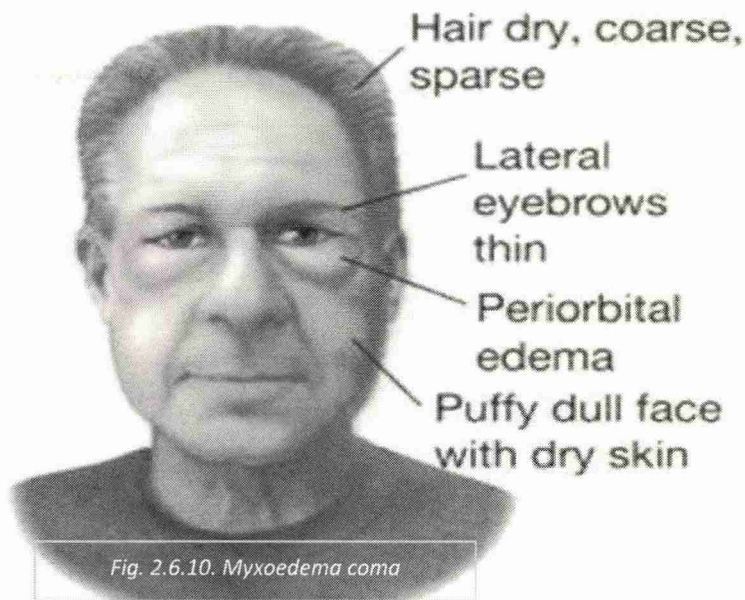 Hair dry, coarse,
sparse
Lateral
eyebrows
thin
Periorbital
edema
Puffy dull face
with dry skin
Fig. 2.6.10. Myxoedema coma